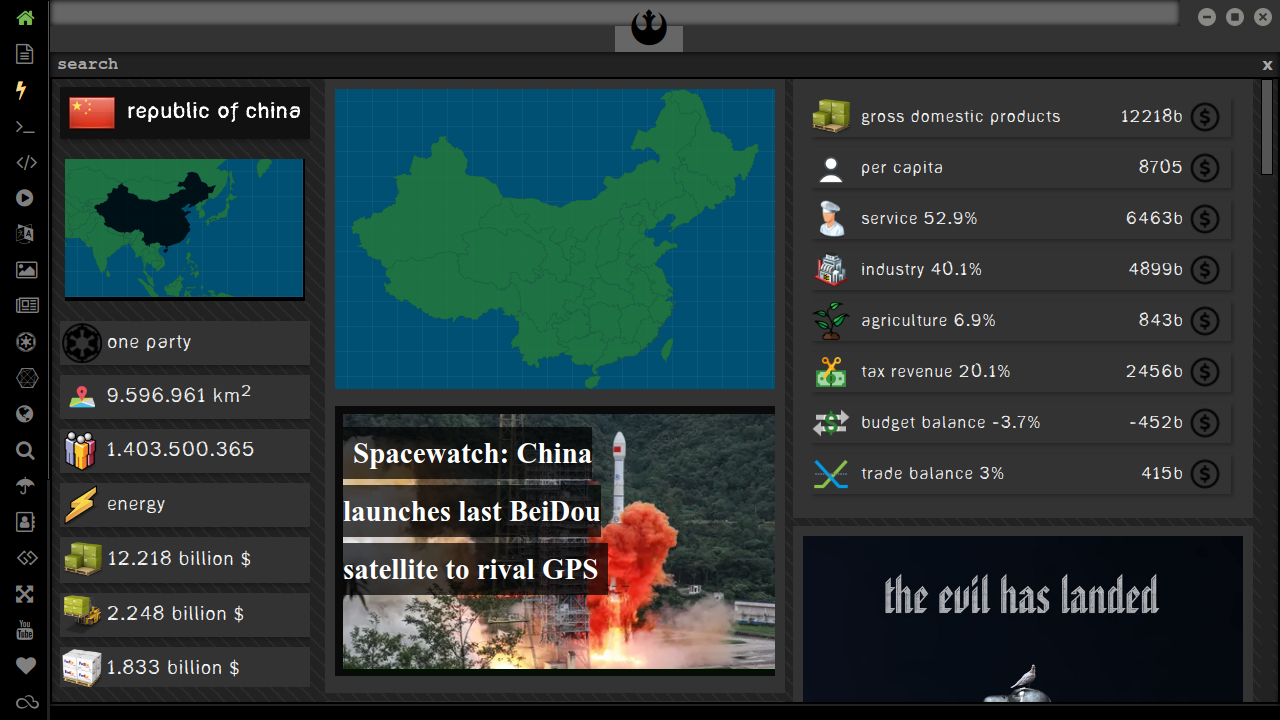 search
x
republic of china
one party
9.596.961 km²
1.403.500.365
energy
12.218 billion $
2.248 billion $
1.833 billion $
Spacewatch: China
launches last BeiDou
satellite to rival GPS
gross domestic products 12218b $
per capita 8705 $
service 52.9% 6463b $
industry 40.1% 4899b $
agriculture 6.9% 843b $
tax revenue 20.1% 2456b $
budget balance -3.7% -452b $
trade balance 3% 415b $
the evil has landed
You
Tube